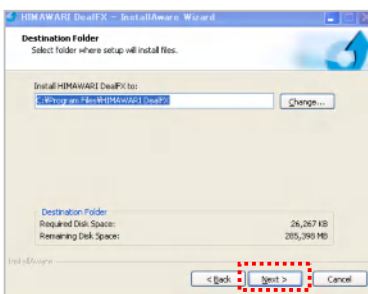 HIMAWARI DealFX - InstallAware Wizard
Destination Folder
Select folder where setup will install files.
Install HIMAWARI DealFX to:
C:¥Program Files¥HIMAWARI DealFX
Change...
Destination Folder
Required Disk Space: 26,267 KB
Remaining Disk Space: 285,398 MB
InstallAware
< Back Next > Cancel